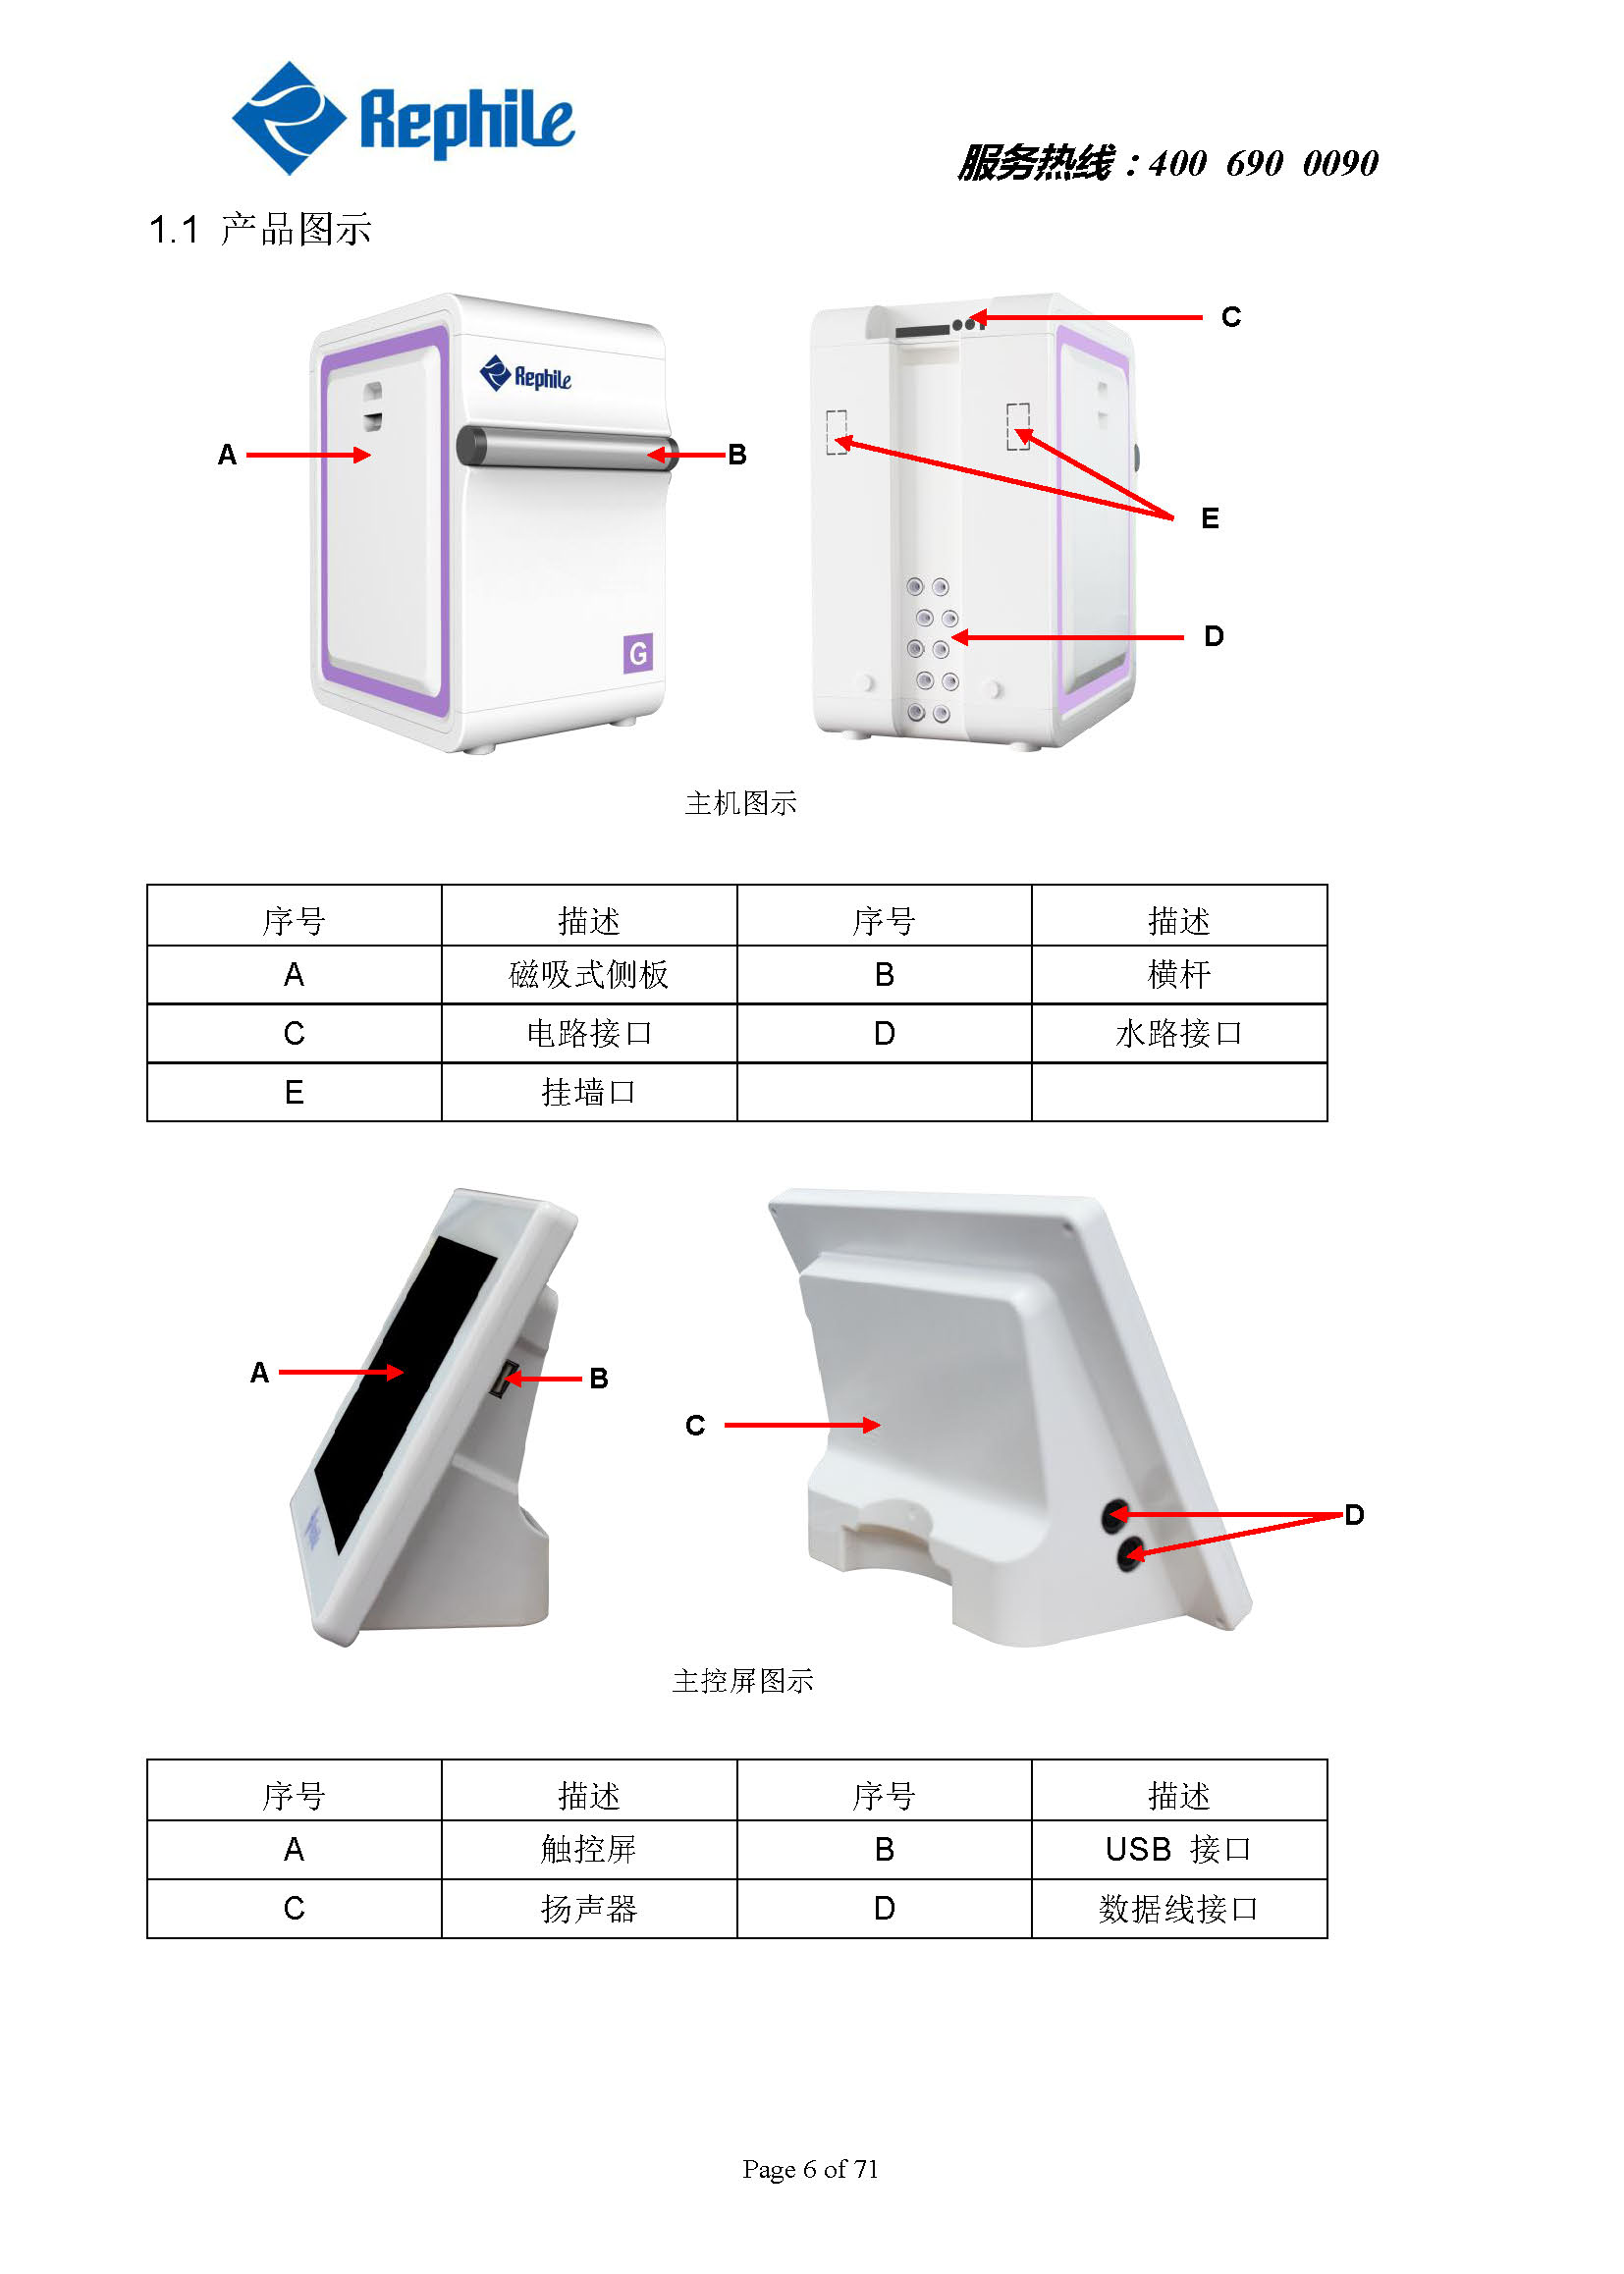 Rephile
服务热线：400 690 0090
1.1 产品图示
Rephile
C
A
B
E
D
G
主机图示
序号 描述 序号 描述
A 磁吸式侧板 B 横杆
C 电路接口 D 水路接口
E 挂墙口
A
B
C
D
主控屏图示
序号 描述 序号 描述
A 触控屏 B USB 接口
C 扬声器 D 数据线接口
Page 6 of 71